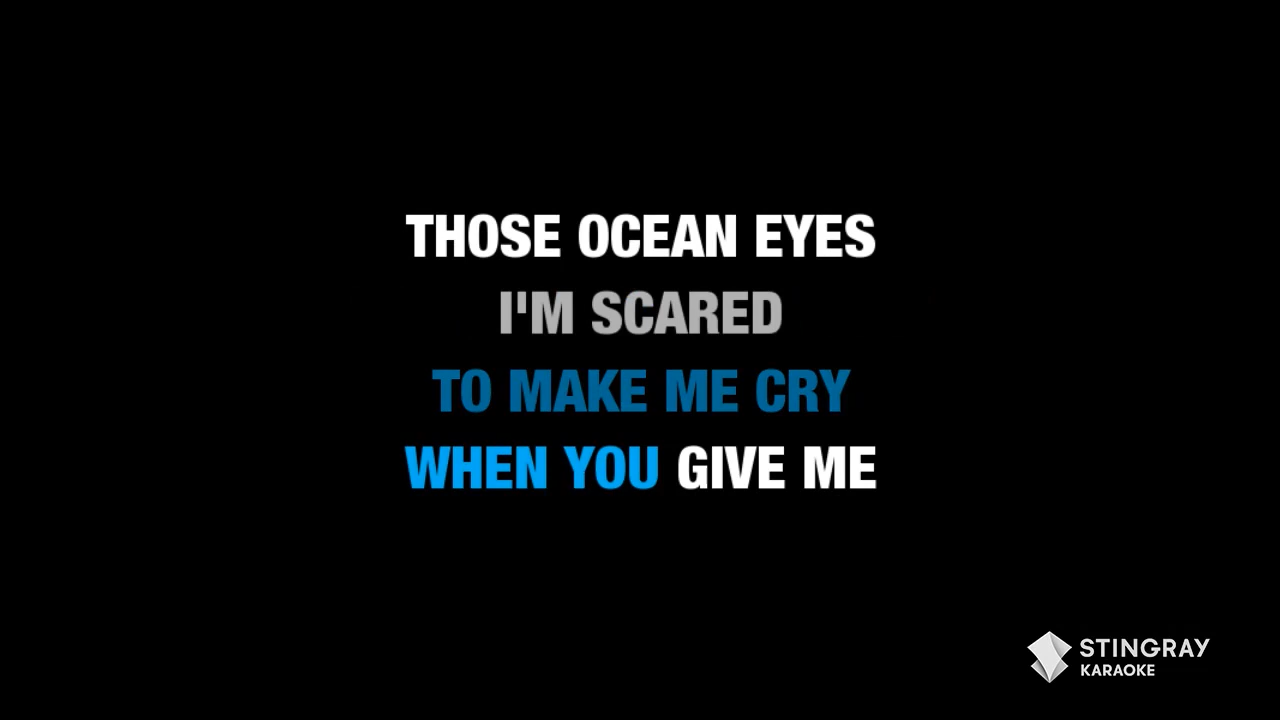 THOSE OCEAN EYES
I'M SCARED
TO MAKE ME CRY
WHEN YOU GIVE ME
STINGRAY
KARAOKE